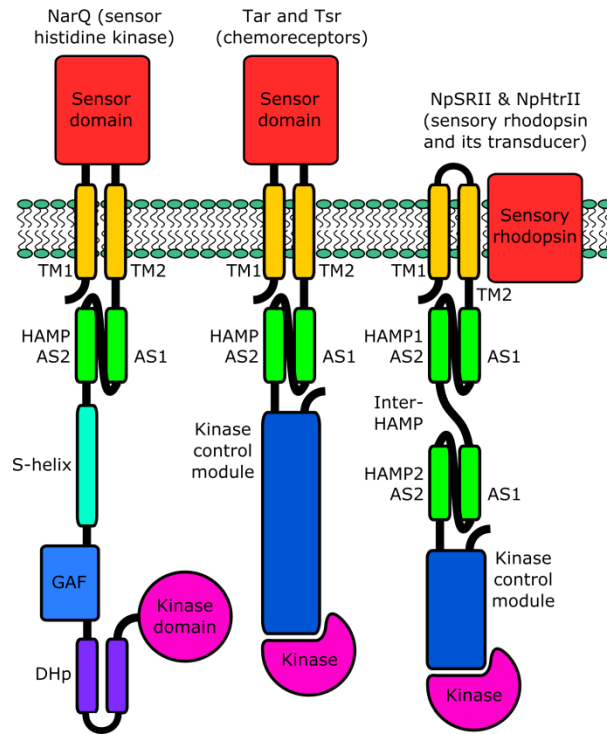 NarQ (sensor
histidine kinase)
Sensor
domain
TM1
TM2
HAMP
AS2
AS1
S-helix
GAF
DHp
Kinase
domain
Tar and Tsr
(chemoreceptors)
Sensor
domain
TM1
TM2
HAMP
AS2
AS1
Kinase
control
module
Kinase
NpSRII & NpHtrII
(sensory rhodopsin
and its transducer)
Sensory
rhodopsin
TM1
TM2
HAMP1
AS2
AS1
Inter-
HAMP
HAMP2
AS2
AS1
Kinase
control
module
Kinase